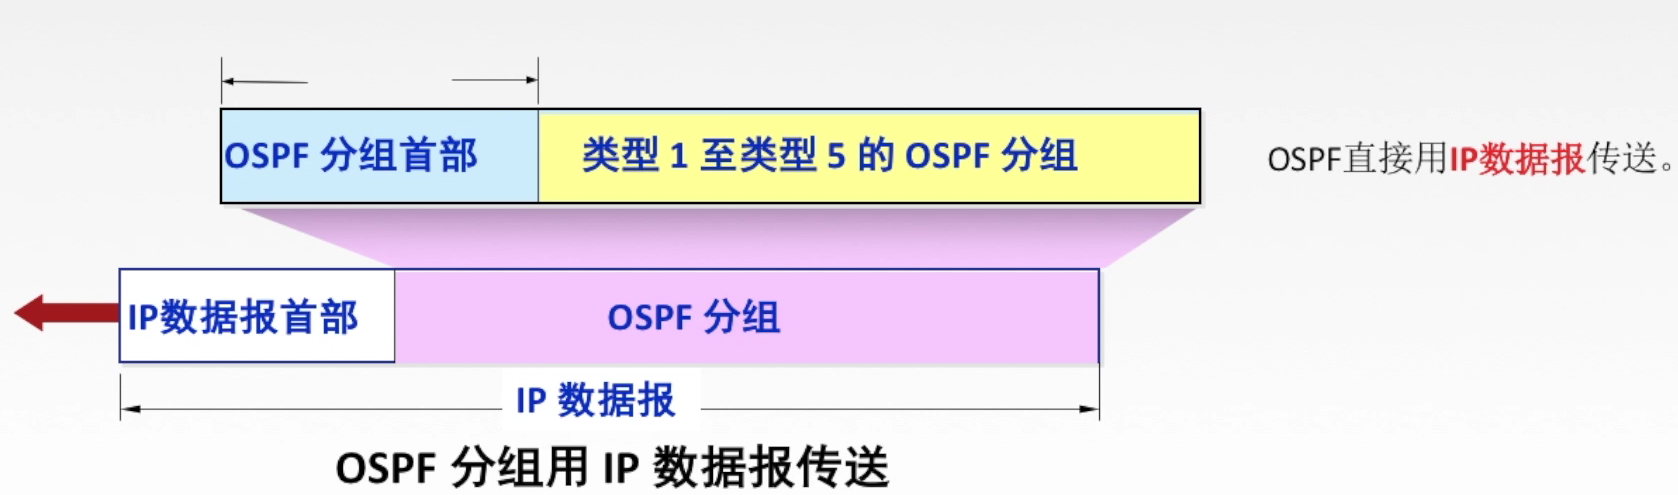 OSPF 分组首部
类型 1 至类型 5 的 OSPF 分组
OSPF直接用IP数据报传送。
IP数据报首部
OSPF 分组
IP 数据报
OSPF 分组用 IP 数据报传送